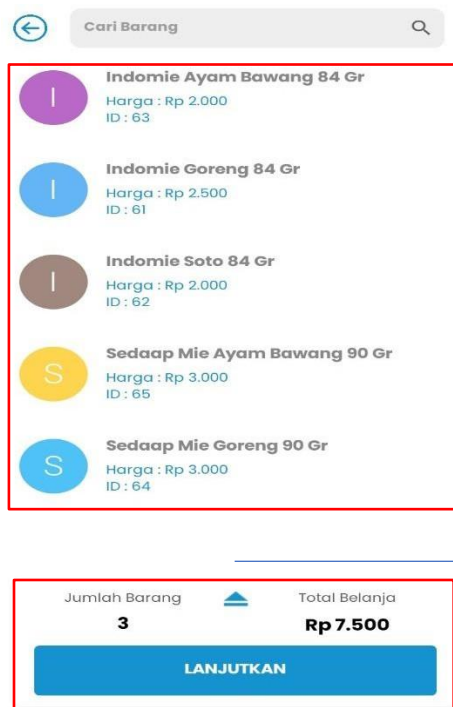 Cari Barang
I
Indomie Ayam Bawang 84 Gr
Harga : Rp 2.000
ID : 63
I
Indomie Goreng 84 Gr
Harga : Rp 2.500
ID : 61
I
Indomie Soto 84 Gr
Harga : Rp 2.000
ID : 62
S
Sedaap Mie Ayam Bawang 90 Gr
Harga : Rp 3.000
ID : 65
S
Sedaap Mie Goreng 90 Gr
Harga : Rp 3.000
ID : 64
Jumlah Barang Total Belanja
3 Rp 7.500
LANJUTKAN